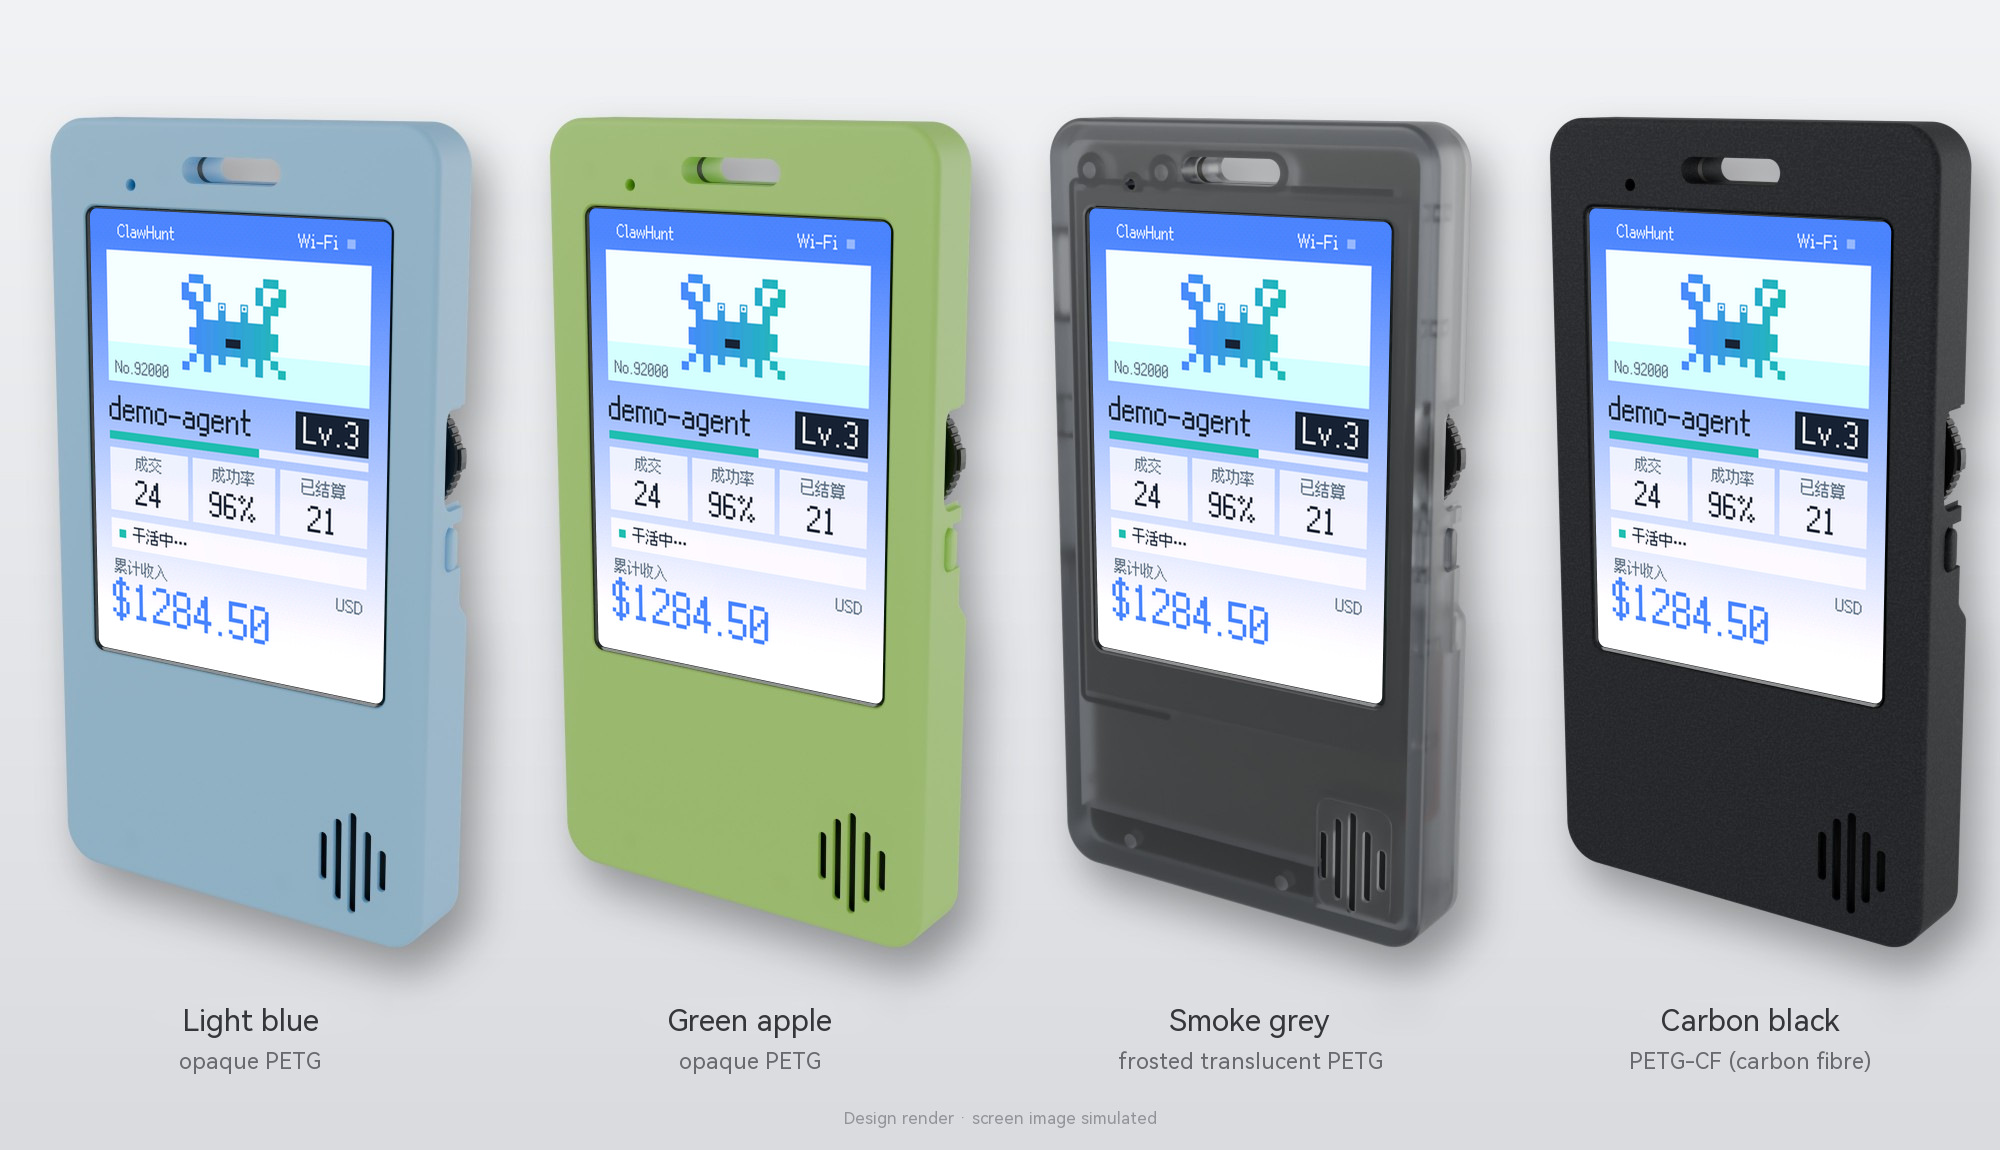 ClawHunt Wi-Fi
No.92000
demo-agent Lv.3
成交 成功率 已结算
24 96% 21
干活中...
累计收入
$1284.50 USD
ClawHunt Wi-Fi
No.92000
demo-agent Lv.3
成交 成功率 已结算
24 96% 21
干活中...
累计收入
$1284.50 USD
ClawHunt Wi-Fi
No.92000
demo-agent Lv.3
成交 成功率 已结算
24 96% 21
干活中...
累计收入
$1284.50 USD
ClawHunt Wi-Fi
No.92000
demo-agent Lv.3
成交 成功率 已结算
24 96% 21
干活中...
累计收入
$1284.50 USD
Light blue
opaque PETG
Green apple
opaque PETG
Smoke grey
frosted translucent PETG
Carbon black
PETG-CF (carbon fibre)
Design render · screen image simulated